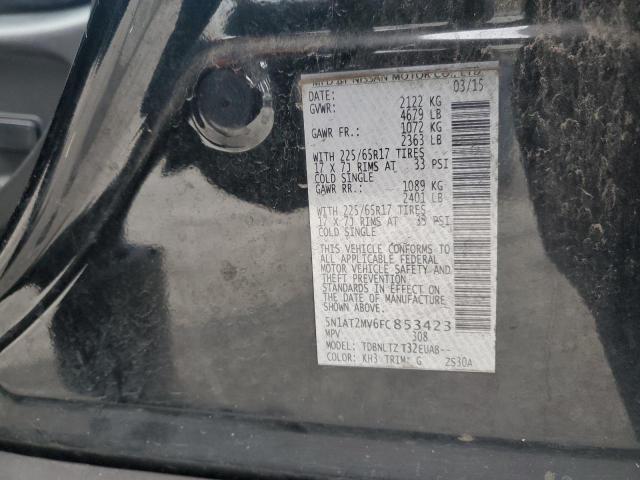 MFD BY NISSAN MOTOR CO., LTD.
DATE: 03/15
GVWR: 2122 KG
4679 LB
GAWR FR.: 1072 KG
2363 LB
WITH 225/65R17 TIRES
17 X 7J RIMS AT 33 PSI
COLD SINGLE
GAWR RR.: 1089 KG
2401 LB
WITH 225/65R17 TIRES
17 X 7J RIMS AT 33 PSI
COLD SINGLE
THIS VEHICLE CONFORMS TO
ALL APPLICABLE FEDERAL
MOTOR VEHICLE SAFETY AND
THEFT PREVENTION
STANDARDS IN EFFECT ON
THE DATE OF MANUFACTURE
SHOWN ABOVE.
5N1AT2MV6FC853423
MPV 308
MODEL: TDBNLTZ T32EUA8--
COLOR: KH3 TRIM: G ZS30A